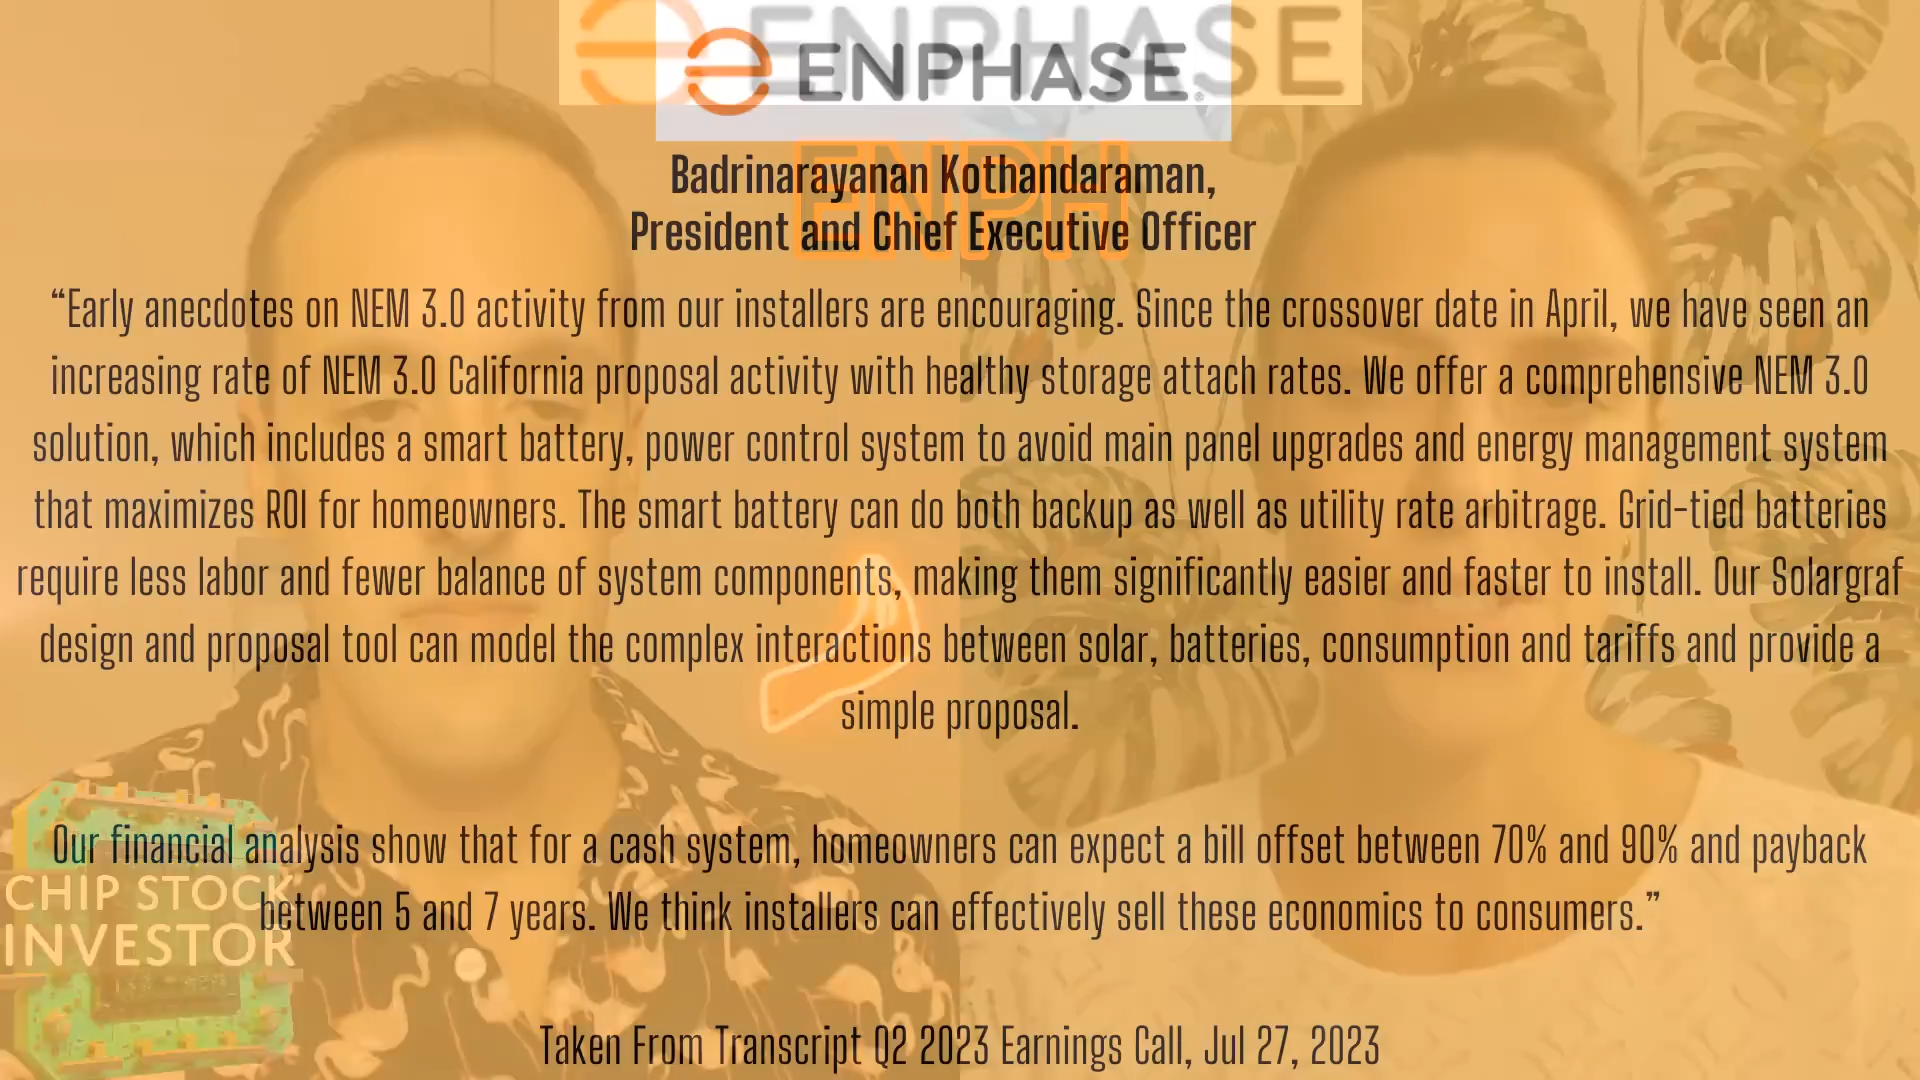 ENPHASE
ENPHASE®
ENPH
Badrinarayanan Kothandaraman,
President and Chief Executive Officer
“Early anecdotes on NEM 3.0 activity from our installers are encouraging. Since the crossover date in April, we have seen an
increasing rate of NEM 3.0 California proposal activity with healthy storage attach rates. We offer a comprehensive NEM 3.0
solution, which includes a smart battery, power control system to avoid main panel upgrades and energy management system
that maximizes ROI for homeowners. The smart battery can do both backup as well as utility rate arbitrage. Grid-tied batteries
require less labor and fewer balance of system components, making them significantly easier and faster to install. Our Solargraf
design and proposal tool can model the complex interactions between solar, batteries, consumption and tariffs and provide a
simple proposal.
Our financial analysis show that for a cash system, homeowners can expect a bill offset between 70% and 90% and payback
between 5 and 7 years. We think installers can effectively sell these economics to consumers.”
CHIP STOCK
INVESTOR
Taken From Transcript Q2 2023 Earnings Call, Jul 27, 2023